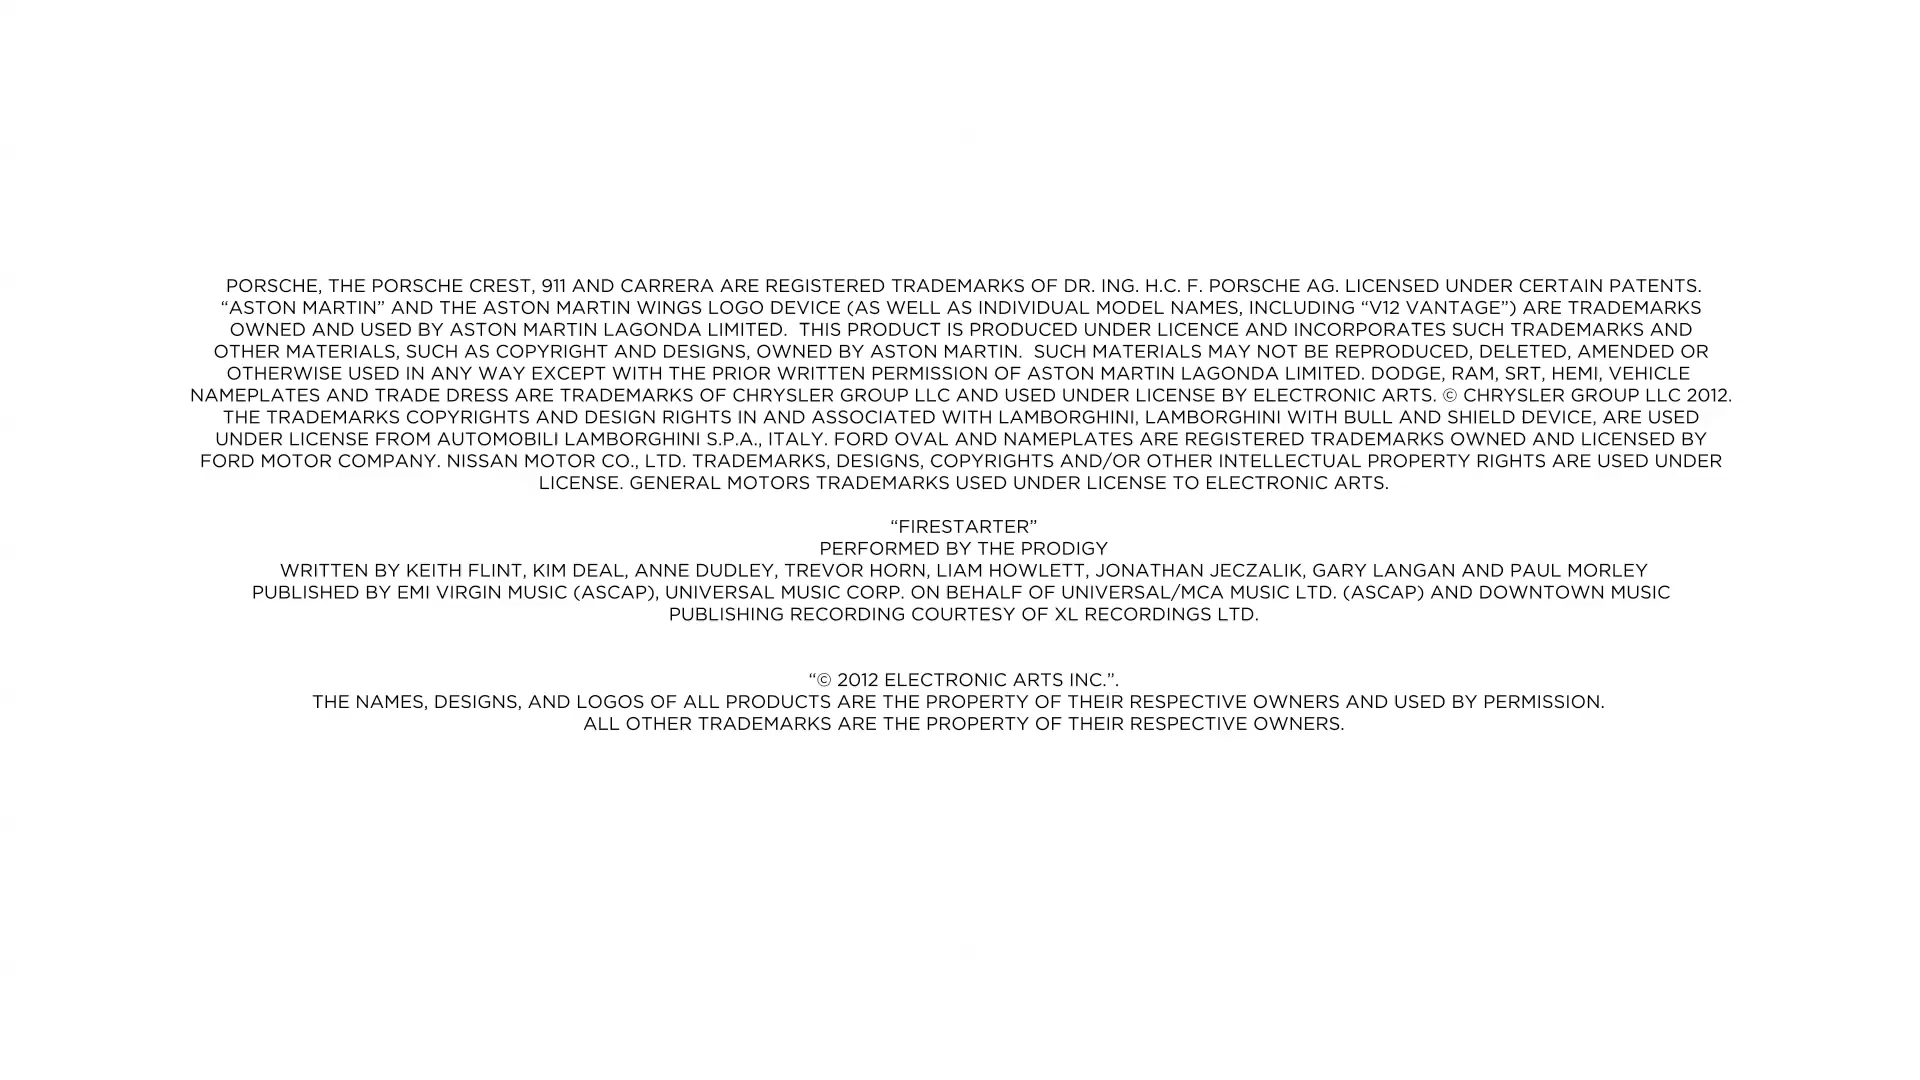 PORSCHE, THE PORSCHE CREST, 911 AND CARRERA ARE REGISTERED TRADEMARKS OF DR. ING. H.C. F. PORSCHE AG. LICENSED UNDER CERTAIN PATENTS.
“ASTON MARTIN” AND THE ASTON MARTIN WINGS LOGO DEVICE (AS WELL AS INDIVIDUAL MODEL NAMES, INCLUDING “V12 VANTAGE”) ARE TRADEMARKS
OWNED AND USED BY ASTON MARTIN LAGONDA LIMITED.  THIS PRODUCT IS PRODUCED UNDER LICENCE AND INCORPORATES SUCH TRADEMARKS AND
OTHER MATERIALS, SUCH AS COPYRIGHT AND DESIGNS, OWNED BY ASTON MARTIN.  SUCH MATERIALS MAY NOT BE REPRODUCED, DELETED, AMENDED OR
OTHERWISE USED IN ANY WAY EXCEPT WITH THE PRIOR WRITTEN PERMISSION OF ASTON MARTIN LAGONDA LIMITED. DODGE, RAM, SRT, HEMI, VEHICLE
NAMEPLATES AND TRADE DRESS ARE TRADEMARKS OF CHRYSLER GROUP LLC AND USED UNDER LICENSE BY ELECTRONIC ARTS. © CHRYSLER GROUP LLC 2012.
THE TRADEMARKS COPYRIGHTS AND DESIGN RIGHTS IN AND ASSOCIATED WITH LAMBORGHINI, LAMBORGHINI WITH BULL AND SHIELD DEVICE, ARE USED
UNDER LICENSE FROM AUTOMOBILI LAMBORGHINI S.P.A., ITALY. FORD OVAL AND NAMEPLATES ARE REGISTERED TRADEMARKS OWNED AND LICENSED BY
FORD MOTOR COMPANY. NISSAN MOTOR CO., LTD. TRADEMARKS, DESIGNS, COPYRIGHTS AND/OR OTHER INTELLECTUAL PROPERTY RIGHTS ARE USED UNDER
LICENSE. GENERAL MOTORS TRADEMARKS USED UNDER LICENSE TO ELECTRONIC ARTS.
“FIRESTARTER”
PERFORMED BY THE PRODIGY
WRITTEN BY KEITH FLINT, KIM DEAL, ANNE DUDLEY, TREVOR HORN, LIAM HOWLETT, JONATHAN JECZALIK, GARY LANGAN AND PAUL MORLEY
PUBLISHED BY EMI VIRGIN MUSIC (ASCAP), UNIVERSAL MUSIC CORP. ON BEHALF OF UNIVERSAL/MCA MUSIC LTD. (ASCAP) AND DOWNTOWN MUSIC
PUBLISHING RECORDING COURTESY OF XL RECORDINGS LTD.
“© 2012 ELECTRONIC ARTS INC.”.
THE NAMES, DESIGNS, AND LOGOS OF ALL PRODUCTS ARE THE PROPERTY OF THEIR RESPECTIVE OWNERS AND USED BY PERMISSION.
ALL OTHER TRADEMARKS ARE THE PROPERTY OF THEIR RESPECTIVE OWNERS.